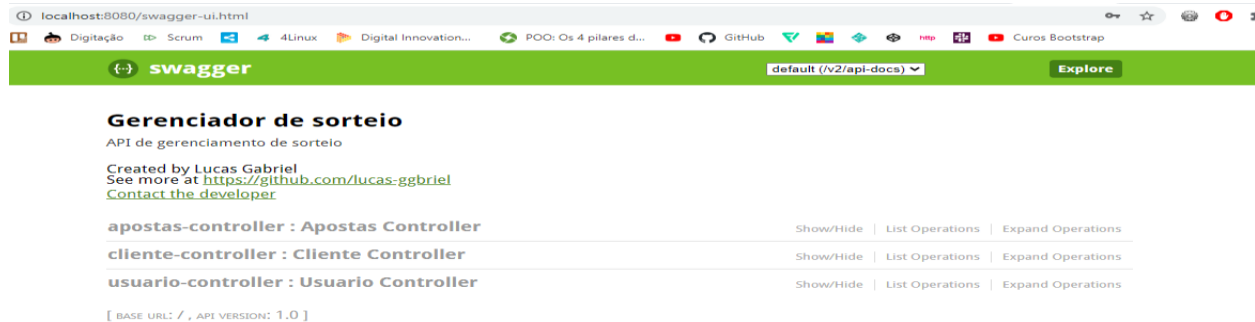 localhost:8080/swagger-ui.html
Digitação Scrum 4Linux Digital Innovation... POO: Os 4 pilares d... GitHub http Curos Bootstrap
{··} swagger default (/v2/api-docs) Explore
Gerenciador de sorteio
API de gerenciamento de sorteio
Created by Lucas Gabriel
See more at https://github.com/lucas-ggbriel
Contact the developer
apostas-controller : Apostas Controller Show/Hide | List Operations | Expand Operations
cliente-controller : Cliente Controller Show/Hide | List Operations | Expand Operations
usuario-controller : Usuario Controller Show/Hide | List Operations | Expand Operations
[ BASE URL: / , API VERSION: 1.0 ]